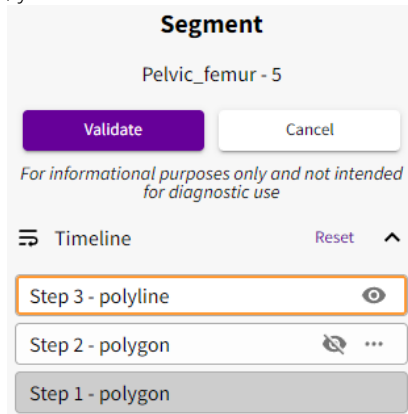 Segment
Pelvic_femur - 5
Validate Cancel
For informational purposes only and not intended
for diagnostic use
Timeline Reset
Step 3 - polyline
Step 2 - polygon
Step 1 - polygon